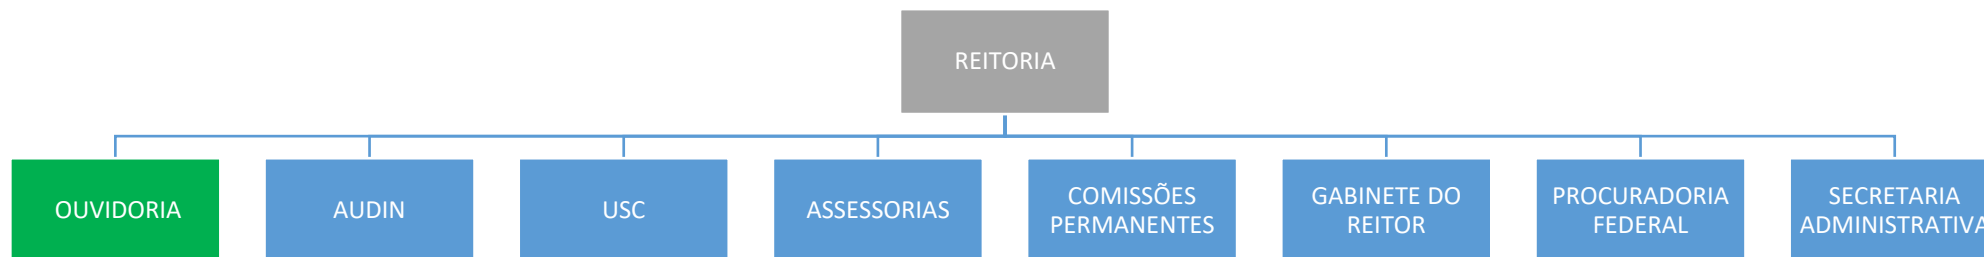 REITORIA
OUVIDORIA
AUDIN
USC
ASSESSORIAS
COMISSÕES
PERMANENTES
GABINETE DO
REITOR
PROCURADORIA
FEDERAL
SECRETARIA
ADMINISTRATIVA